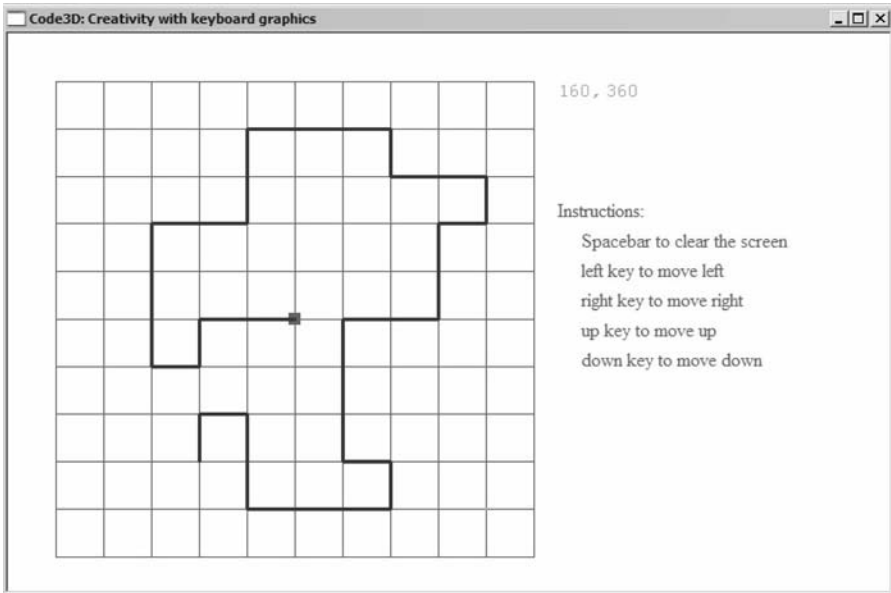 Code3D: Creativity with keyboard graphics
160, 360
Instructions:
Spacebar to clear the screen
left key to move left
right key to move right
up key to move up
down key to move down